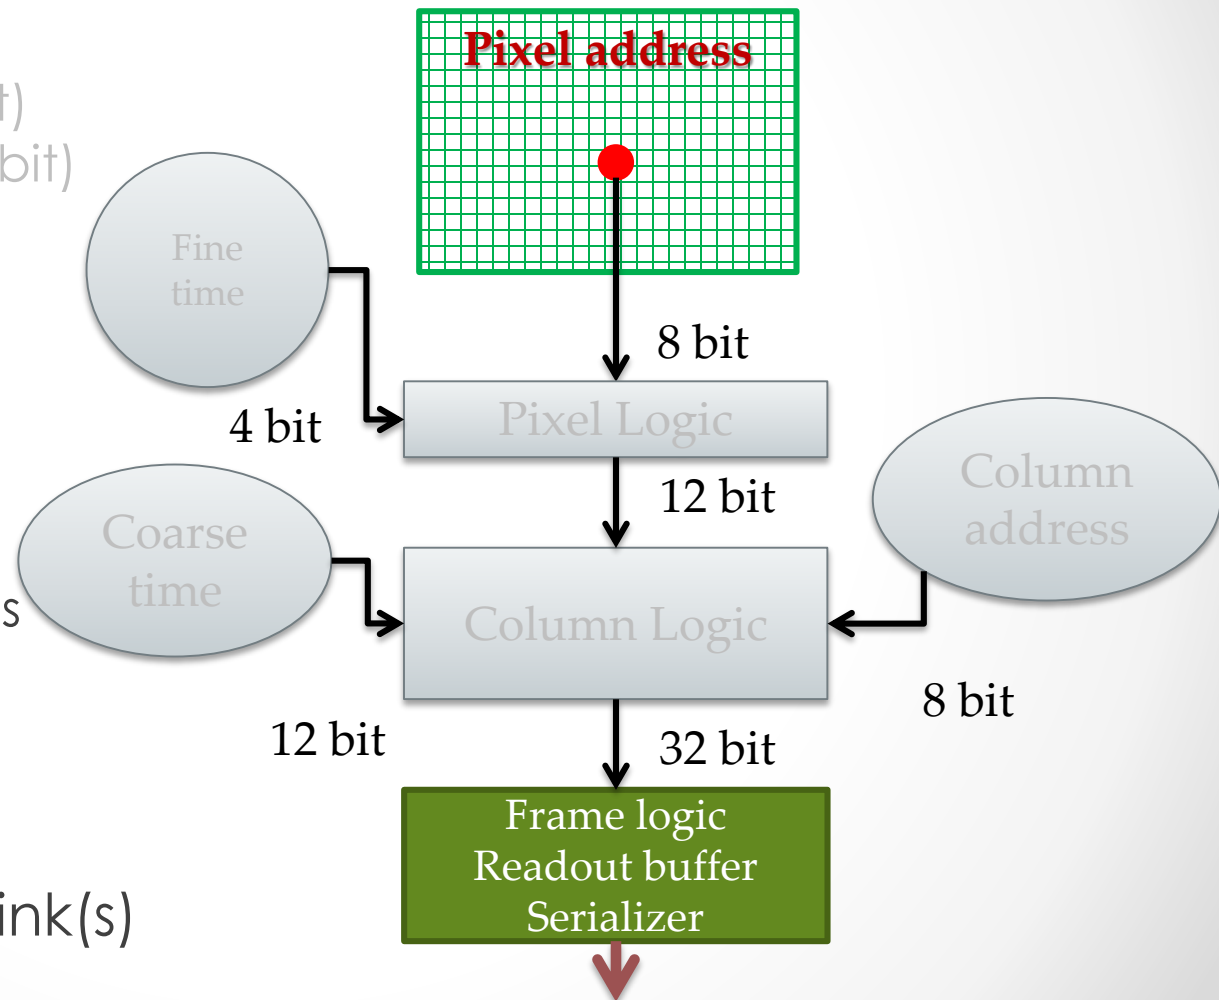 Pixel address
t)
bit)
Fine
time
8 bit
4 bit
Pixel Logic
12 bit
Column
address
Coarse
time
s
Column Logic
8 bit
12 bit
32 bit
Frame logic
Readout buffer
Serializer
ink(s)